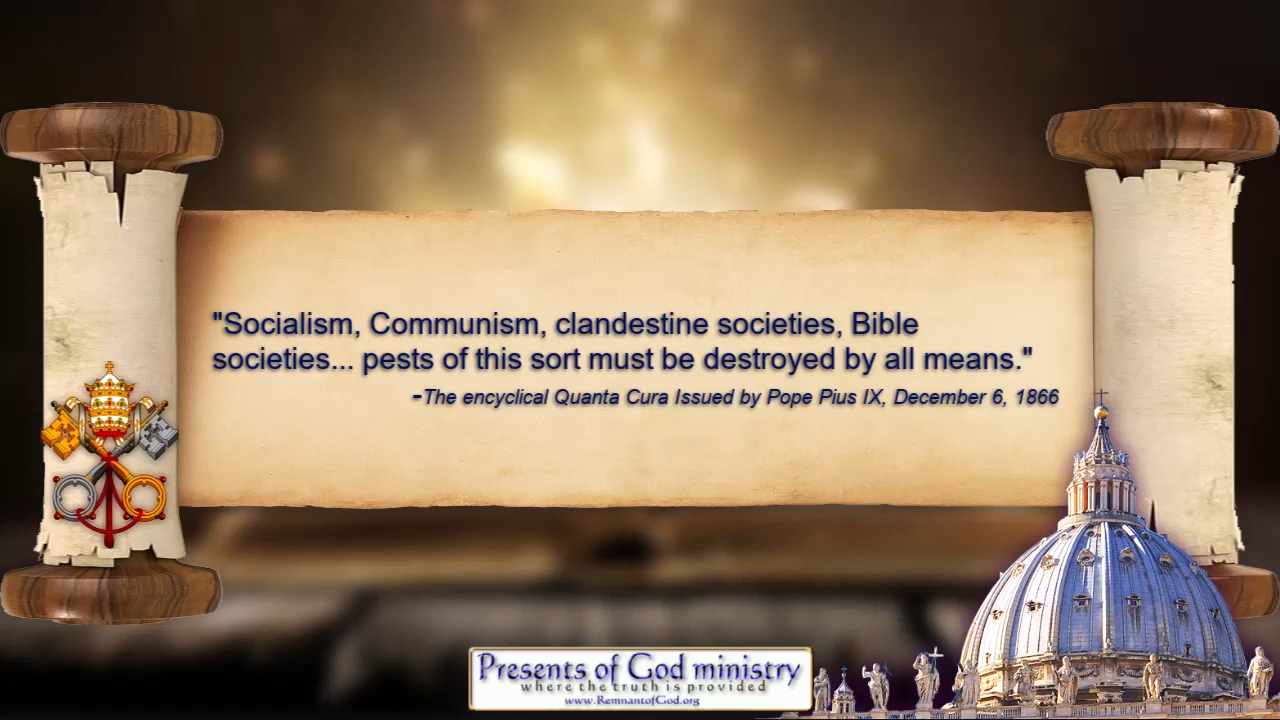 "Socialism, Communism, clandestine societies, Bible
societies... pests of this sort must be destroyed by all means."
-The encyclical Quanta Cura Issued by Pope Pius IX, December 6, 1866
Presents of God ministry
where the truth is provided
www.RemnantofGod.org